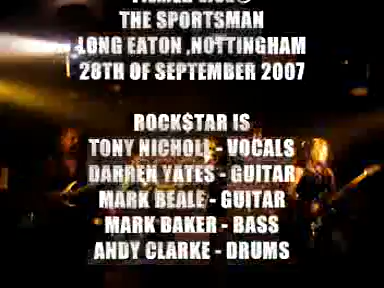 THE SPORTSMAN
LONG EATON ,NOTTINGHAM
28TH OF SEPTEMBER 2007
ROCK$TAR IS
TONY NICHOLL - VOCALS
DARREN YATES - GUITAR
MARK BEALE - GUITAR
MARK BAKER - BASS
ANDY CLARKE - DRUMS